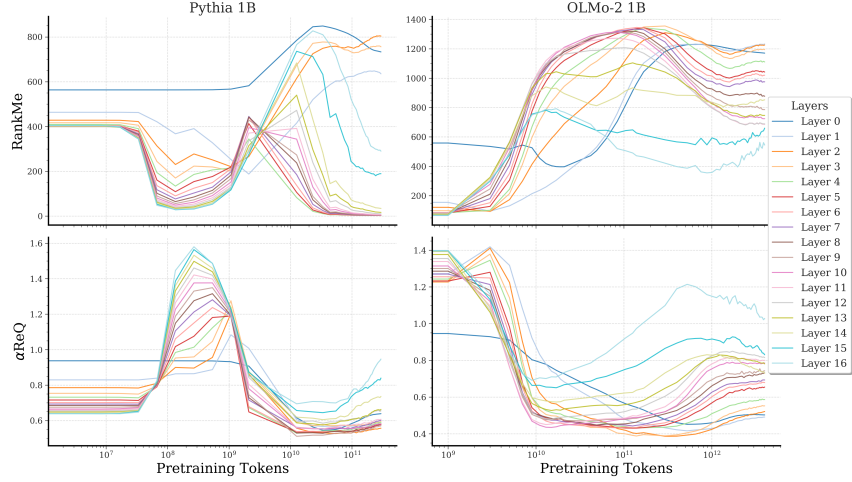 Pythia 1B
OLMo-2 1B
RankMe
800
600
400
200
0
1400
1200
1000
800
600
400
200
αReQ
1.6
1.4
1.2
1.0
0.8
0.6
10⁷
10⁸
10⁹
10¹⁰
10¹¹
Pretraining Tokens
1.4
1.2
1.0
0.8
0.6
0.4
10⁹
10¹⁰
10¹¹
10¹²
Pretraining Tokens
Layers
Layer 0
Layer 1
Layer 2
Layer 3
Layer 4
Layer 5
Layer 6
Layer 7
Layer 8
Layer 9
Layer 10
Layer 11
Layer 12
Layer 13
Layer 14
Layer 15
Layer 16